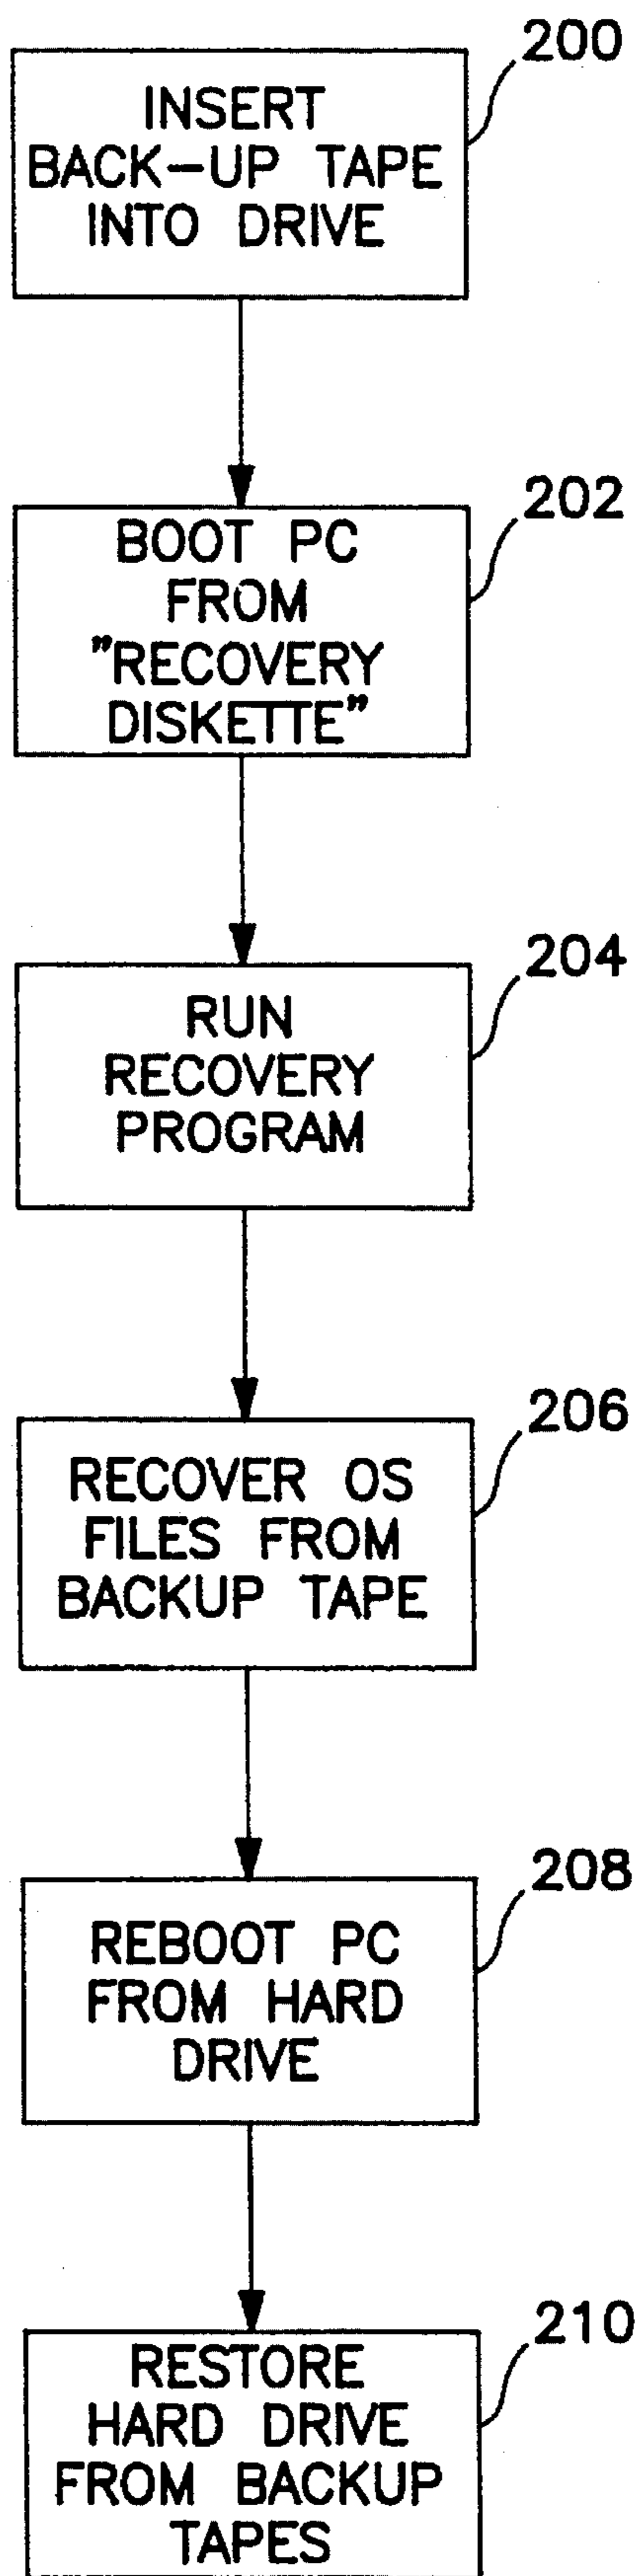 200
INSERT
BACK-UP TAPE
INTO DRIVE
202
BOOT PC
FROM
"RECOVERY
DISKETTE"
204
RUN
RECOVERY
PROGRAM
206
RECOVER OS
FILES FROM
BACKUP TAPE
208
REBOOT PC
FROM HARD
DRIVE
210
RESTORE
HARD DRIVE
FROM BACKUP
TAPES